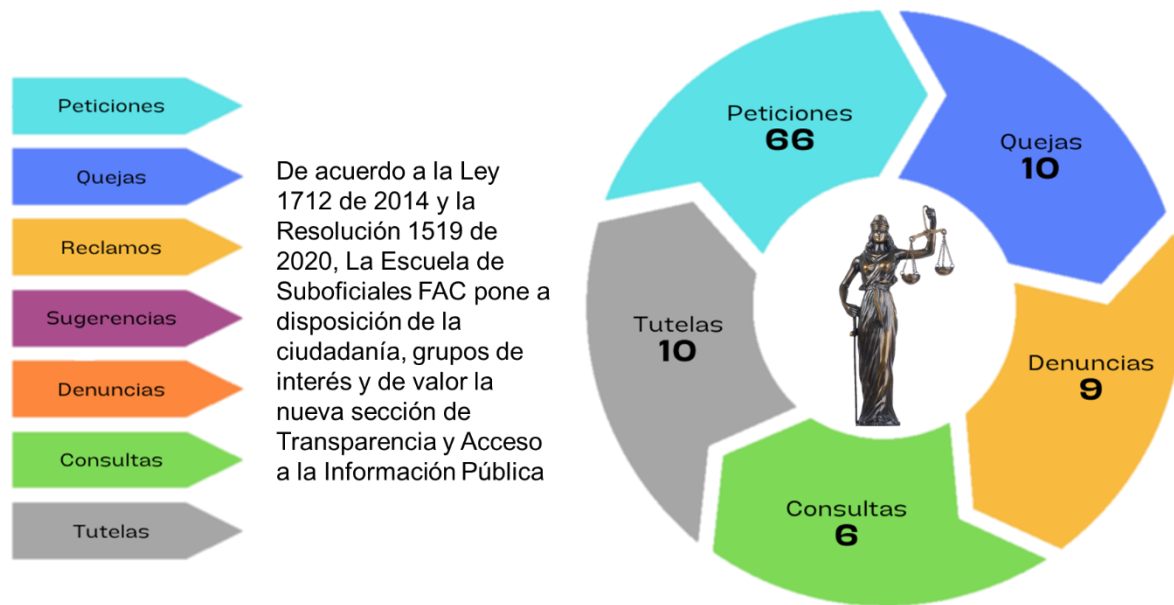 Peticiones
Quejas
Reclamos
Sugerencias
Denuncias
Consultas
Tutelas
De acuerdo a la Ley
1712 de 2014 y la
Resolución 1519 de
2020, La Escuela de
Suboficiales FAC pone a
disposición de la
ciudadanía, grupos de
interés y de valor la
nueva sección de
Transparencia y Acceso
a la Información Pública
Peticiones
66
Quejas
10
Denuncias
9
Consultas
6
Tutelas
10